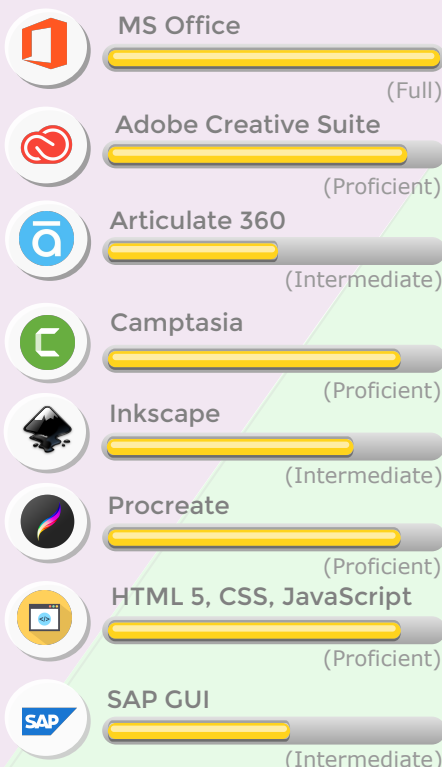 MS Office
(Full)
Adobe Creative Suite
(Proficient)
Articulate 360
ā
(Intermediate)
Camptasia
C
(Proficient)
Inkscape
(Intermediate)
Procreate
(Proficient)
HTML 5, CSS, JavaScript
</>
(Proficient)
SAP GUI
SAP
(Intermediate)